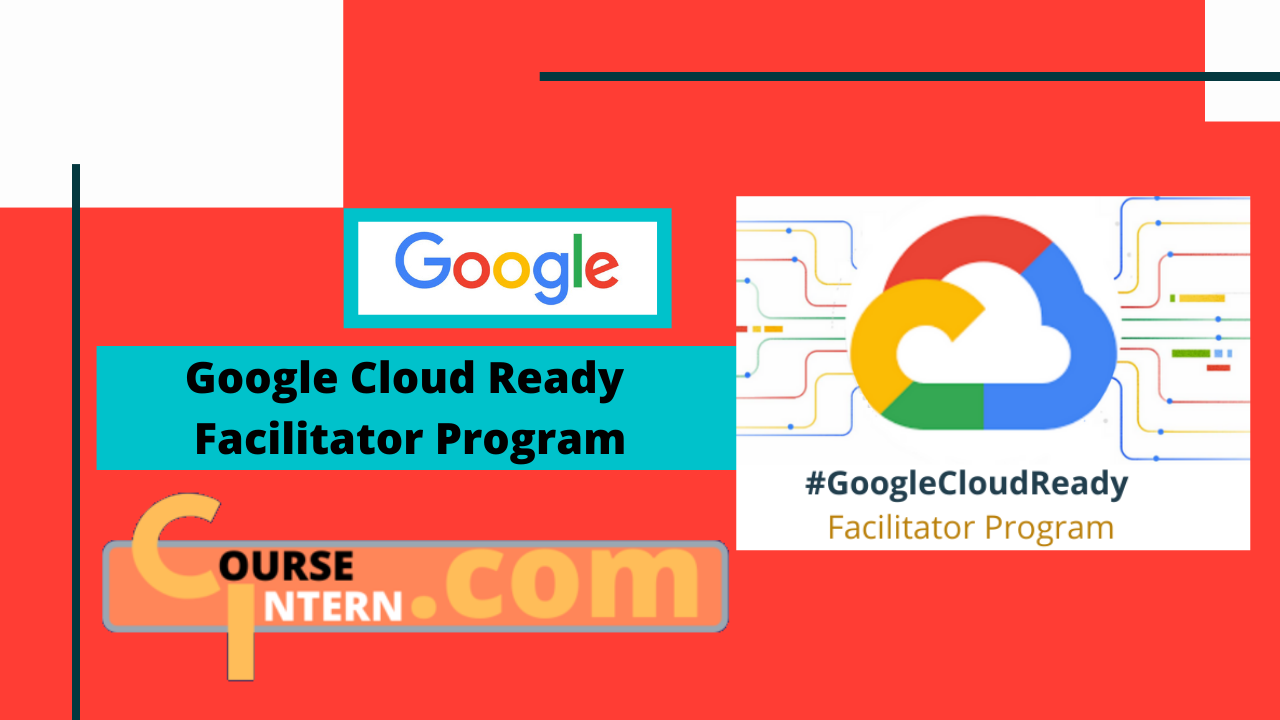 Google
Google Cloud Ready
Facilitator Program
COURSE
INTERN.com
#GoogleCloudReady
Facilitator Program